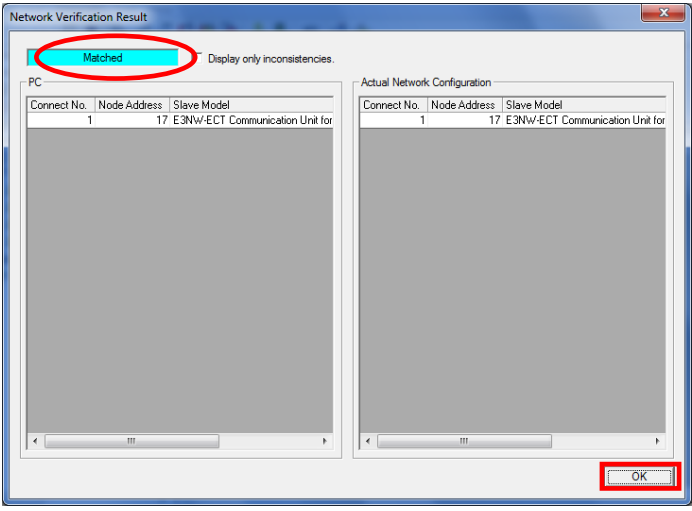 Network Verification Result
Matched
Display only inconsistencies.
PC
Connect No. Node Address Slave Model
1 17 E3NW-ECT Communication Unit for
Actual Network Configuration
Connect No. Node Address Slave Model
1 17 E3NW-ECT Communication Unit for
OK